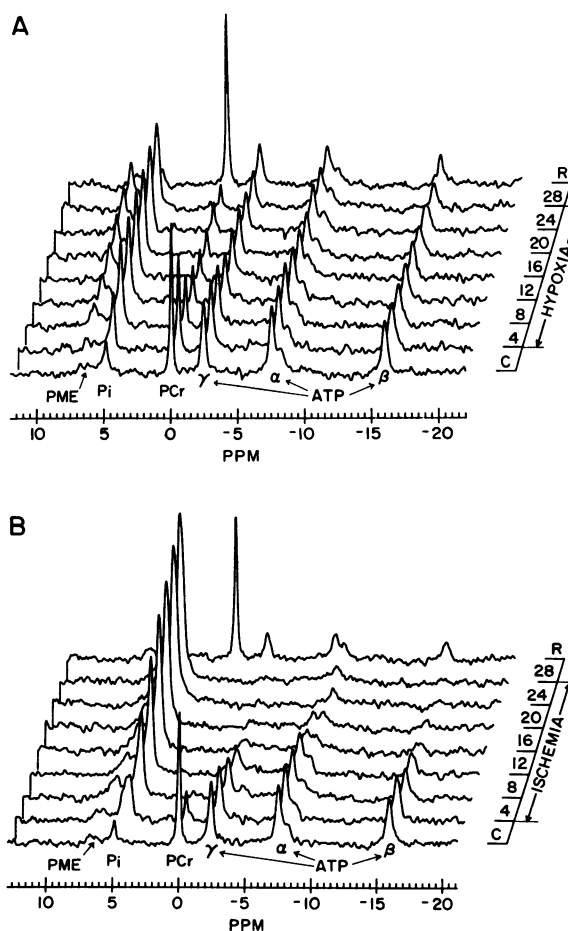 A
R
28
24
20
16
12
8
4
C
HYPOXIA
PME
Pi
PCr
γ
α
ATP
β
10 5 0 -5 -10 -15 -20
PPM
B
R
28
24
20
16
12
8
4
C
ISCHEMIA
PME
Pi
PCr
γ
α
ATP
β
10 5 0 -5 -10 -15 -20
PPM